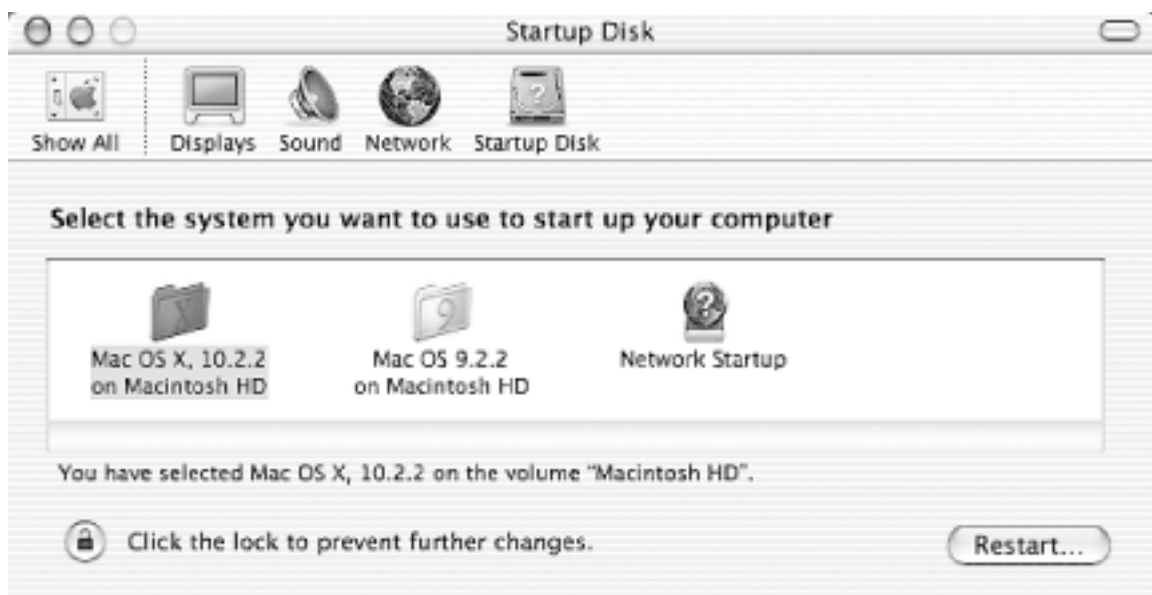 Startup Disk
Show All Displays Sound Network Startup Disk
Select the system you want to use to start up your computer
X 9
Mac OS X, 10.2.2 Mac OS 9.2.2 Network Startup
on Macintosh HD on Macintosh HD
You have selected Mac OS X, 10.2.2 on the volume “Macintosh HD”.
Click the lock to prevent further changes. Restart...